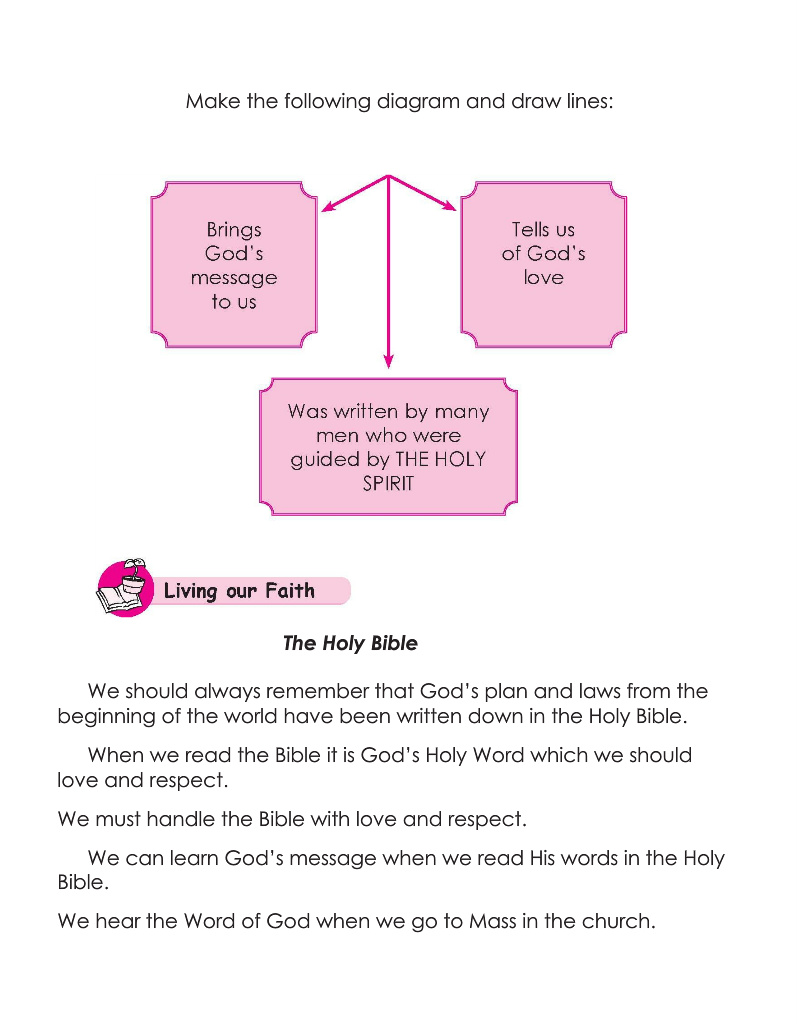 Make the following diagram and draw lines:
Brings
God's
message
to us
Tells us
of God's
love
Was written by many
men who were
guided by THE HOLY
SPIRIT
Living our Faith
The Holy Bible
We should always remember that God's plan and laws from the
beginning of the world have been written down in the Holy Bible.
When we read the Bible it is God's Holy Word which we should
love and respect.
We must handle the Bible with love and respect.
We can learn God's message when we read His words in the Holy
Bible.
We hear the Word of God when we go to Mass in the church.